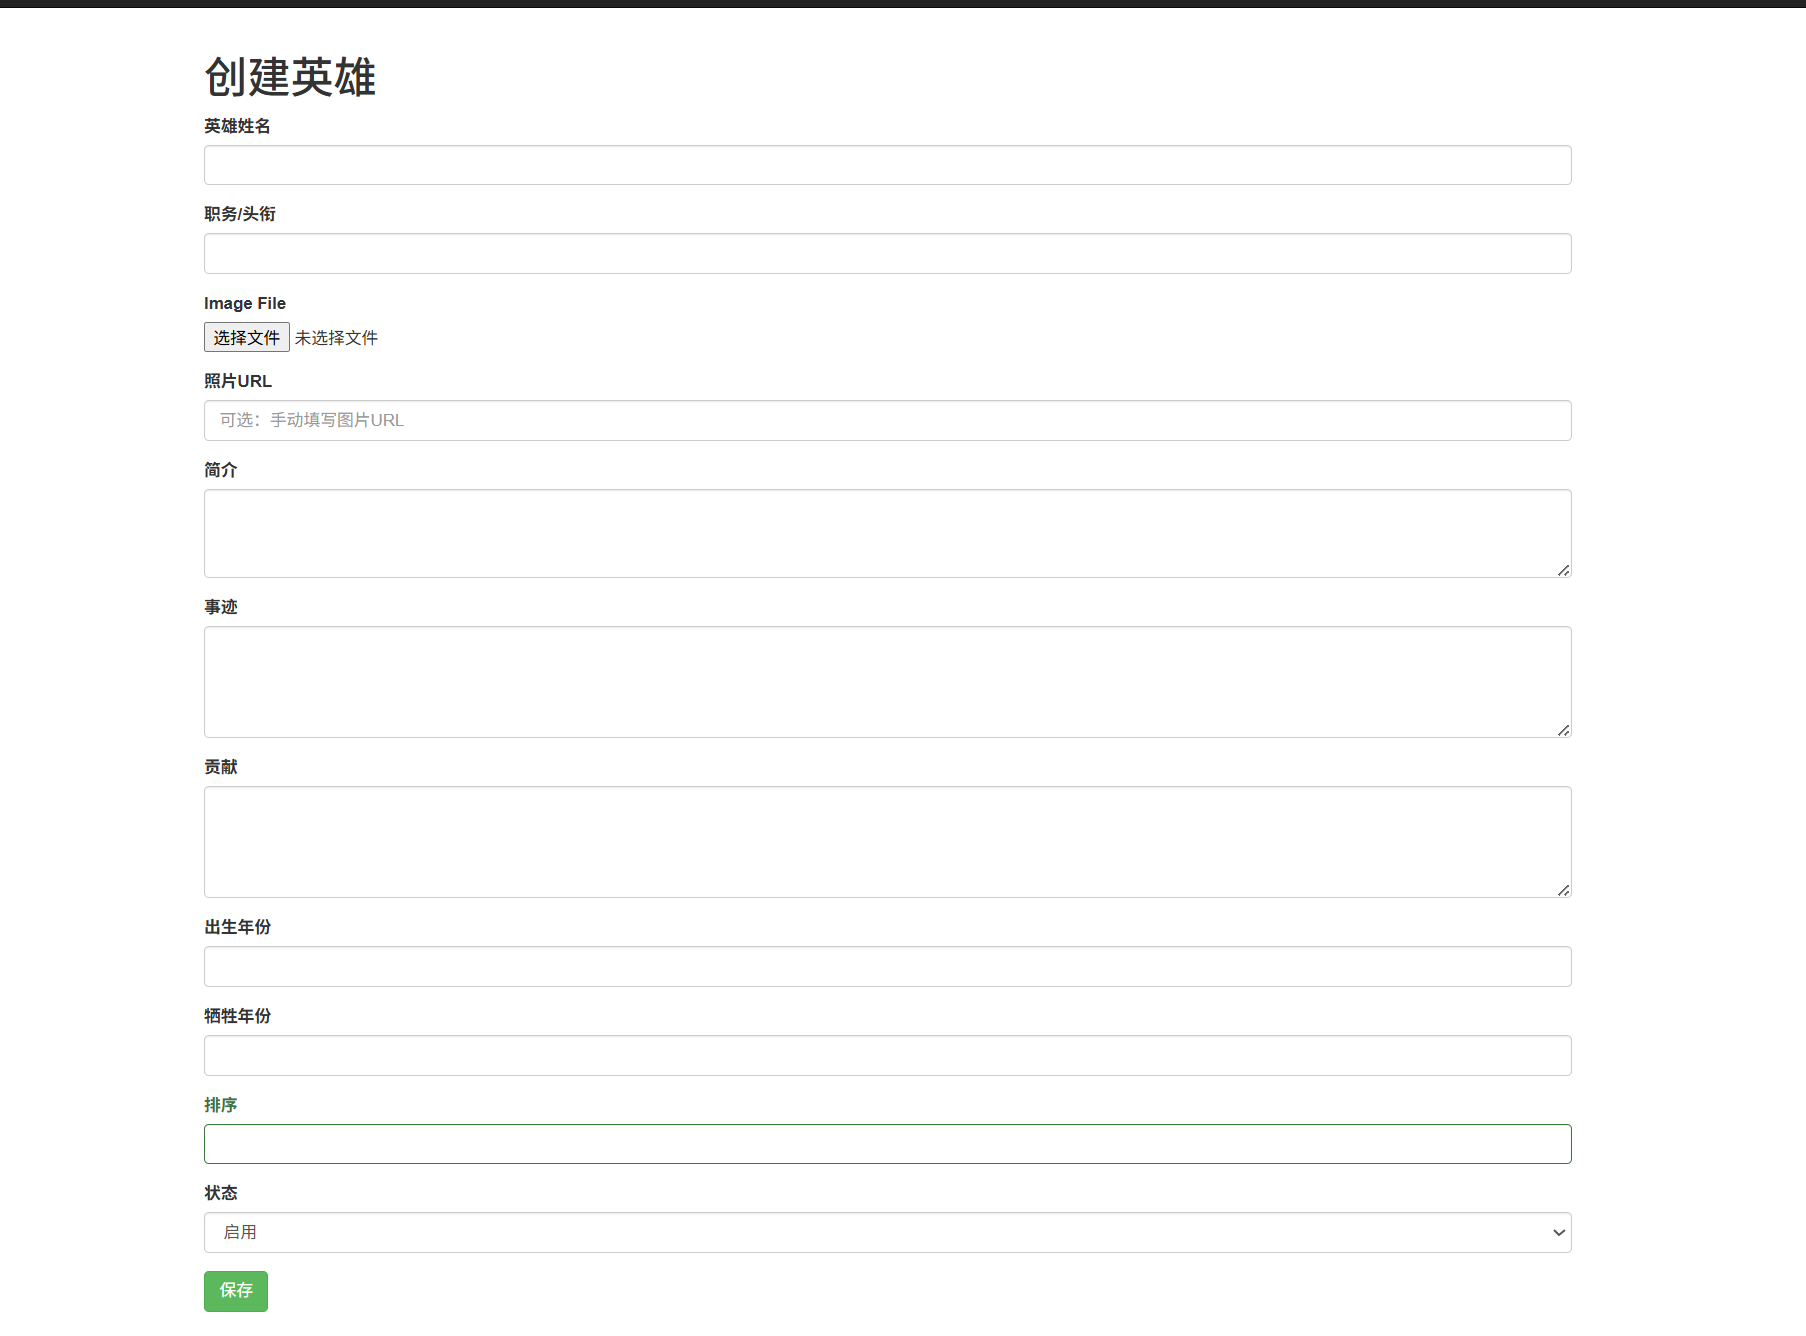 创建英雄
英雄姓名
职务/头衔
Image File
选择文件 未选择文件
照片URL
可选：手动填写图片URL
简介
事迹
贡献
出生年份
牺牲年份
排序
状态
启用
保存